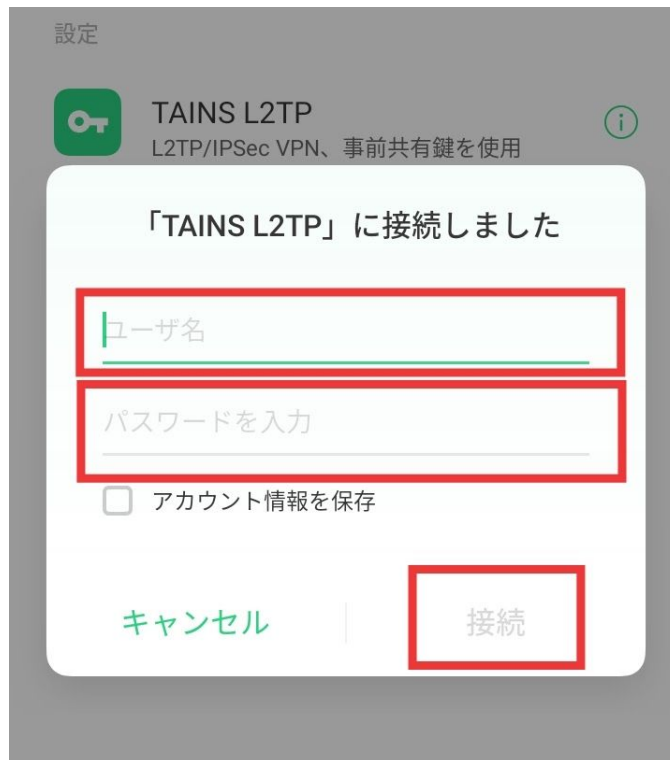 設定
TAINS L2TP
L2TP/IPSec VPN、事前共有鍵を使用
「TAINS L2TP」に接続しました
ユーザ名
パスワードを入力
アカウント情報を保存
キャンセル
接続